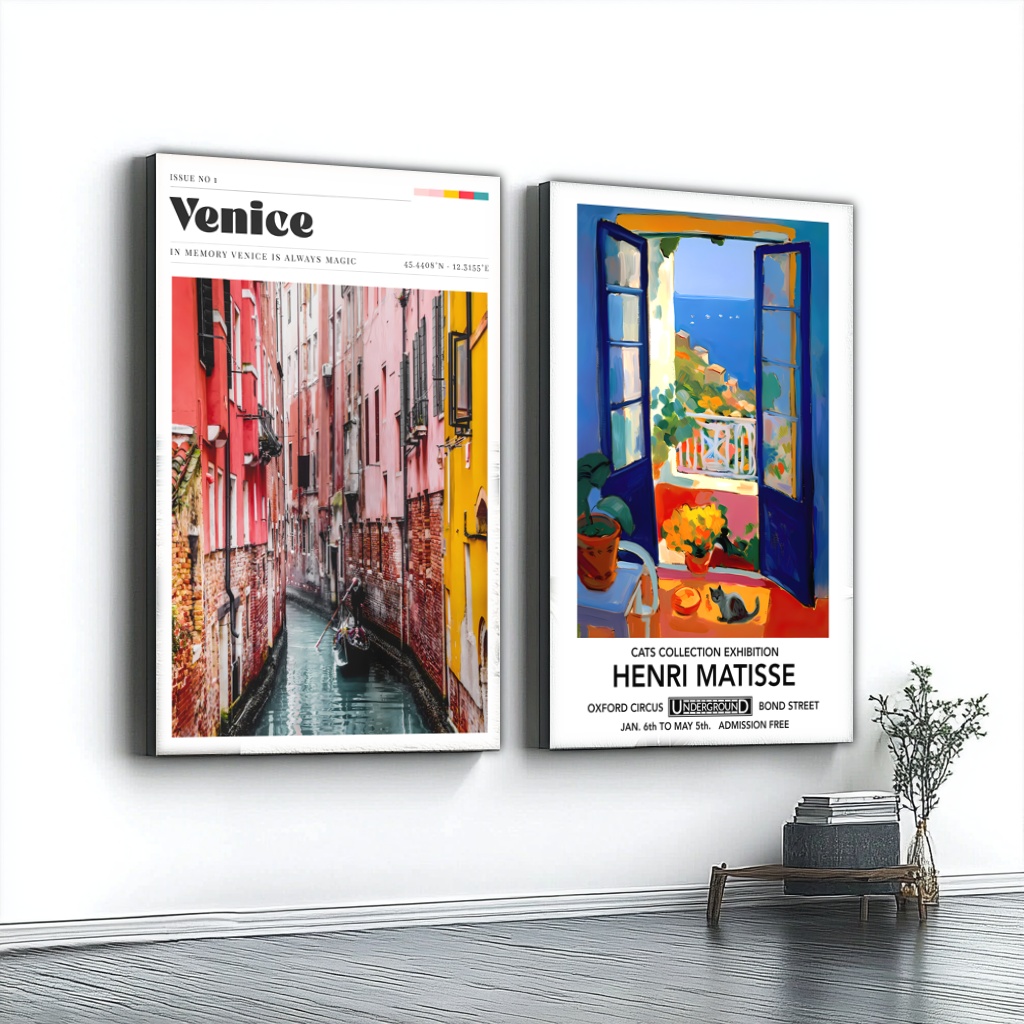 ISSUE NO 1
Venice
IN MEMORY VENICE IS ALWAYS MAGIC
45.4408°N - 12.3155°E
CATS COLLECTION EXHIBITION
HENRI MATISSE
OXFORD CIRCUS UNDERGROUND BOND STREET
JAN. 6th TO MAY 5th. ADMISSION FREE